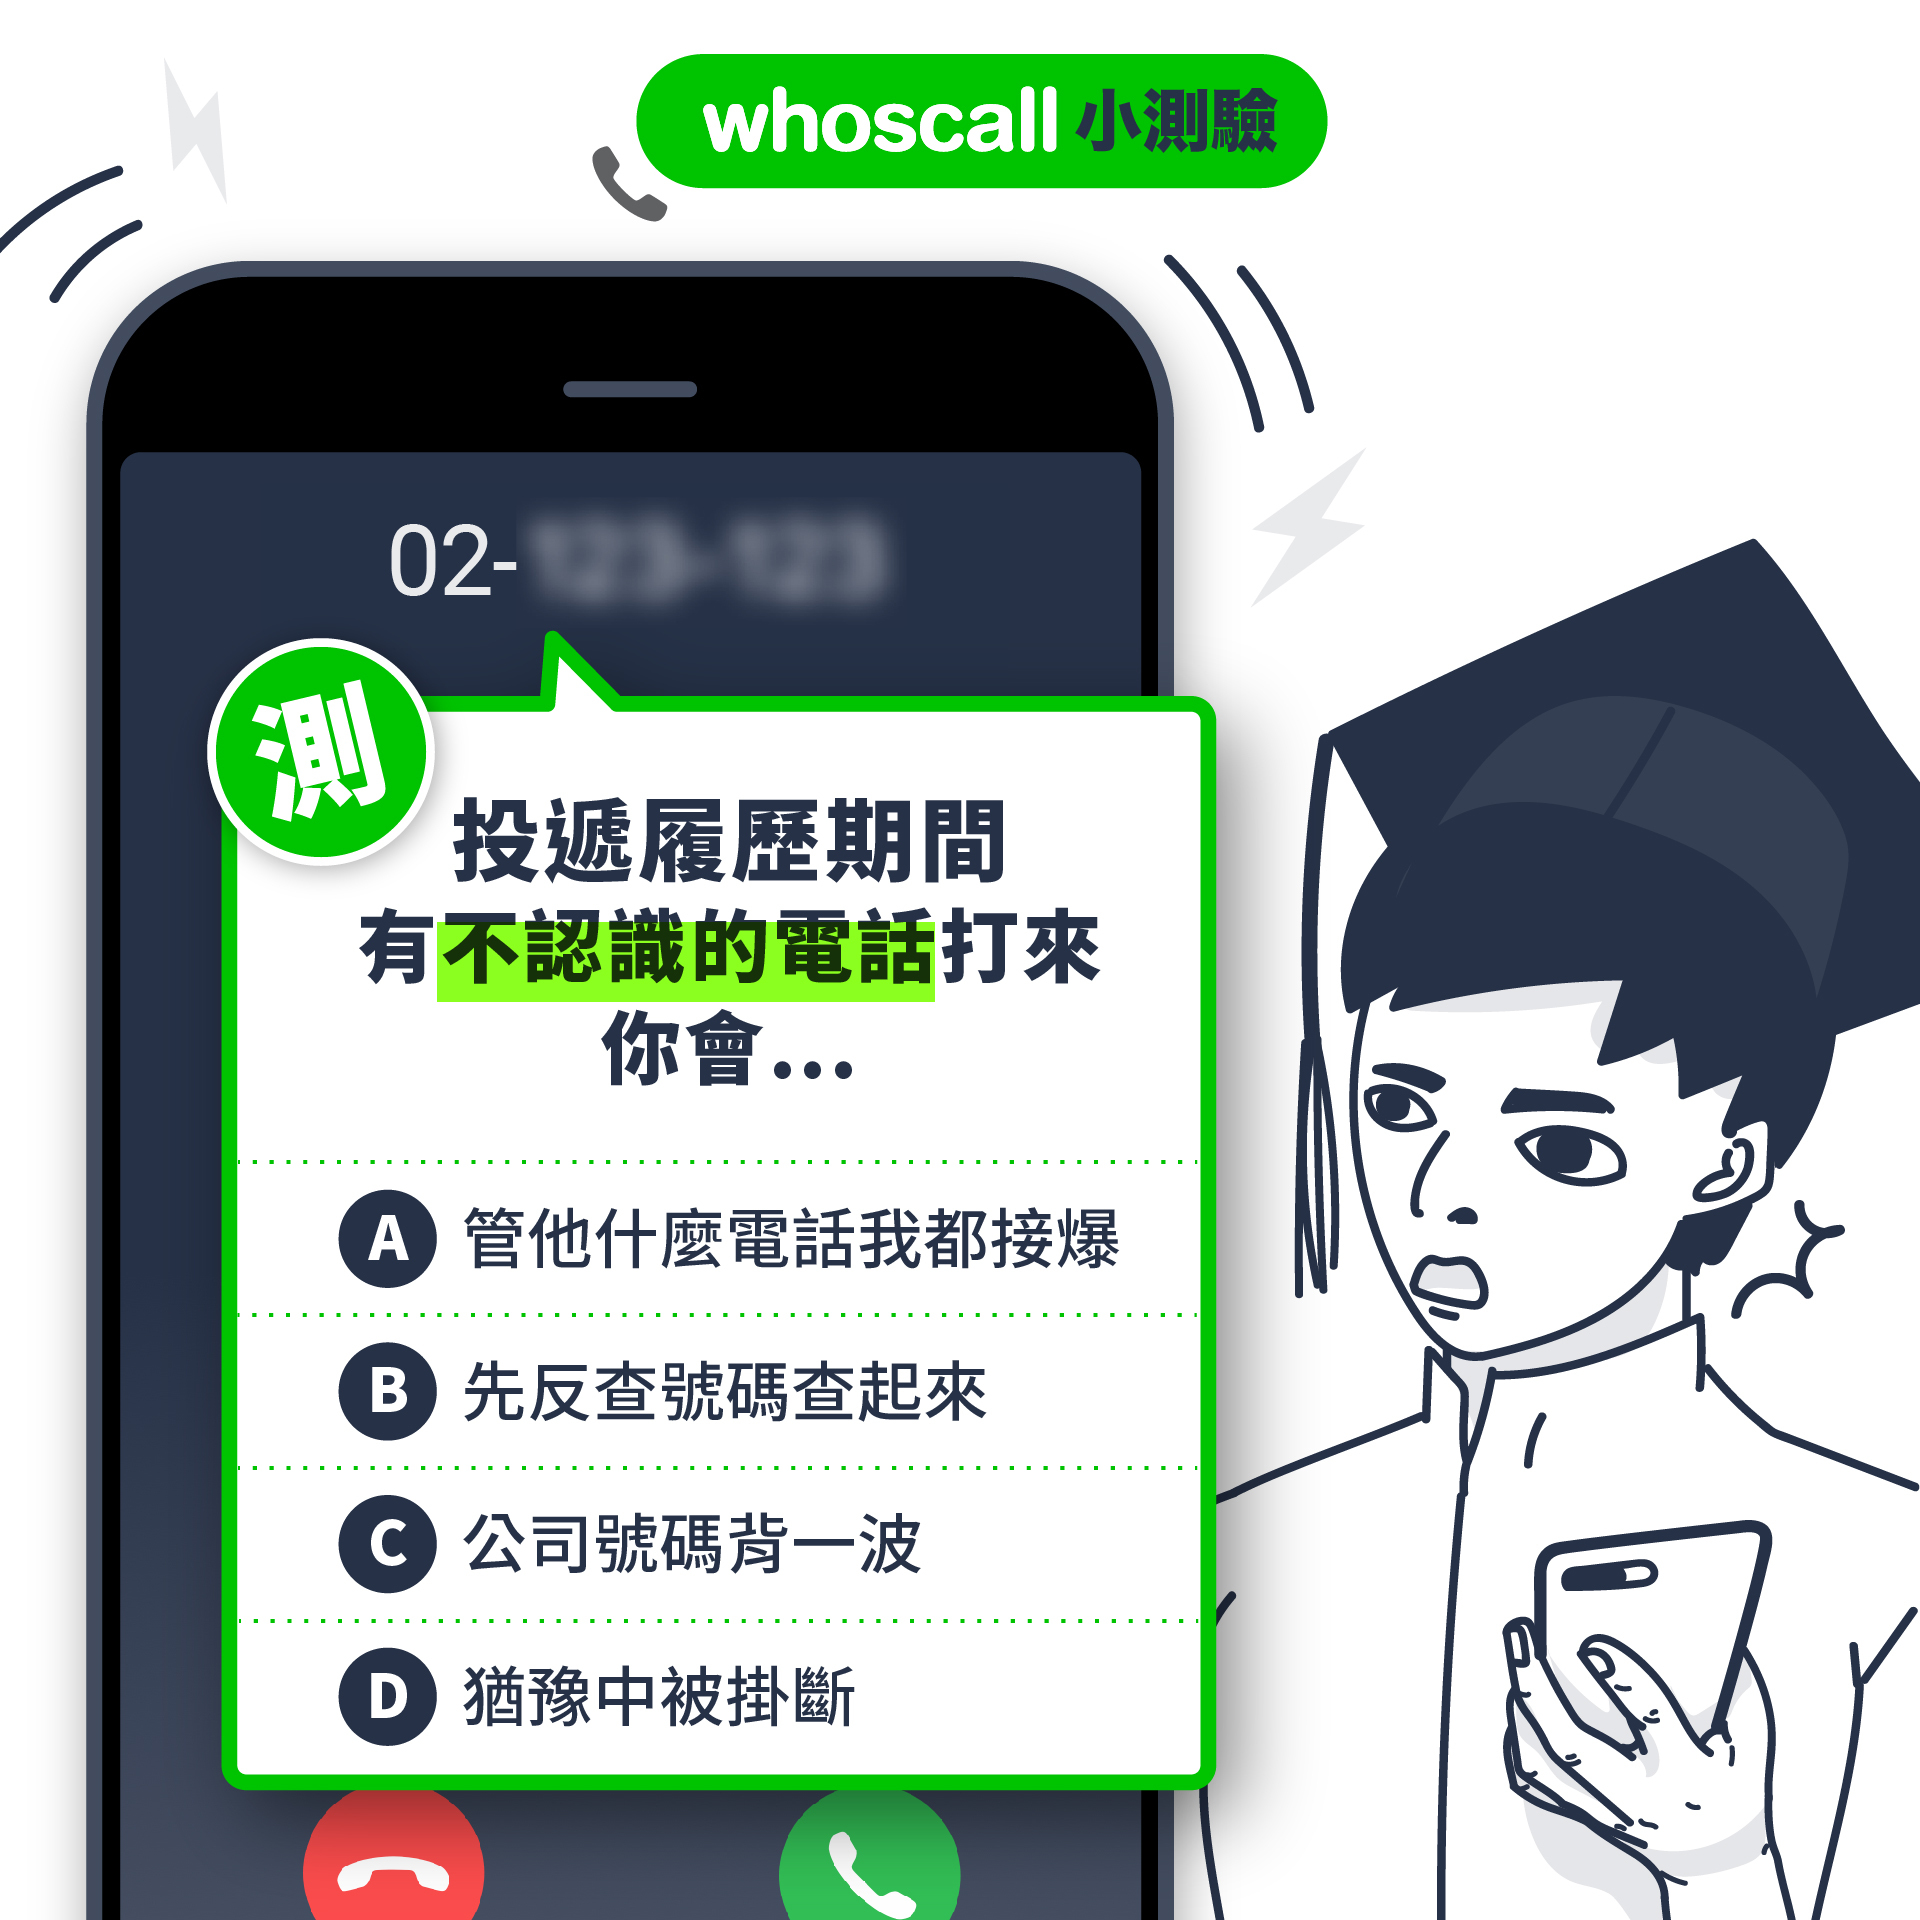 whoscall 小測驗
02-
測
投遞履歷期間
有不認識的電話打來
你會...
A 管他什麼電話我都接爆
B 先反查號碼查起來
C 公司號碼背一波
D 猶豫中被掛斷